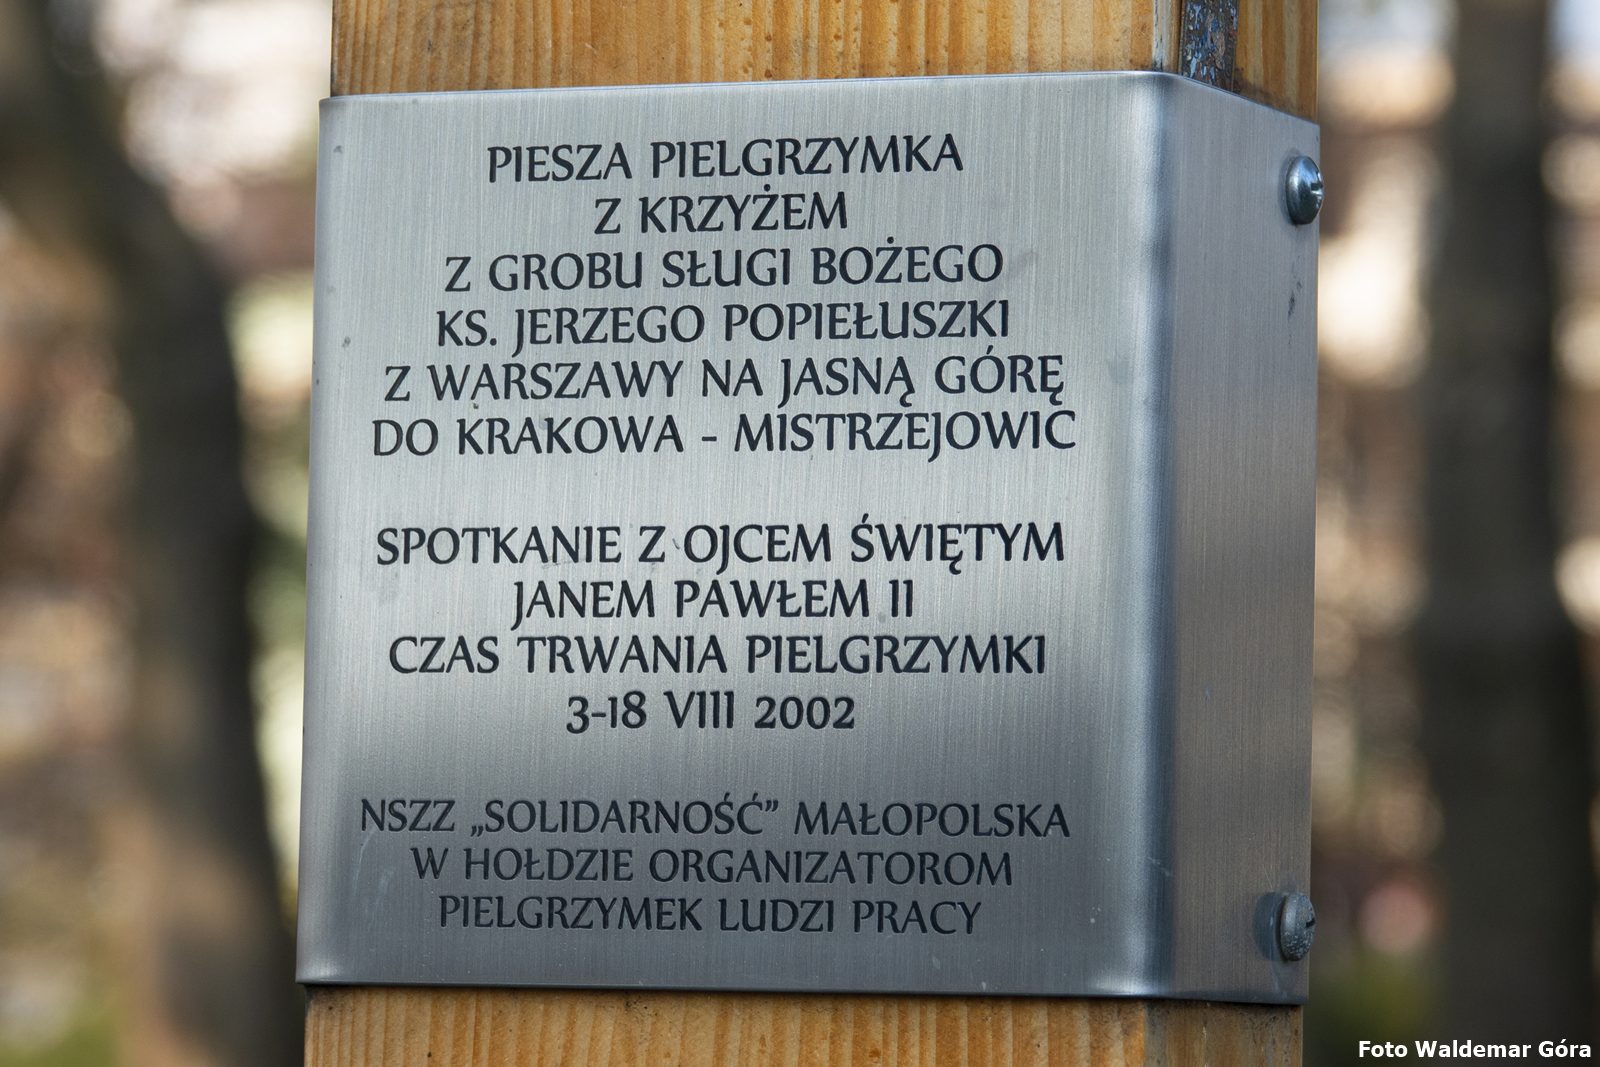 PIESZA PIELGRZYMKA
Z KRZYŻEM
Z GROBU SŁUGI BOŻEGO
KS. JERZEGO POPIEŁUSZKI
Z WARSZAWY NA JASNĄ GÓRĘ
DO KRAKOWA - MISTRZEJOWIC
SPOTKANIE Z OJCEM ŚWIĘTYM
JANEM PAWŁEM II
CZAS TRWANIA PIELGRZYMKI
3-18 VIII 2002
NSZZ „SOLIDARNOŚĆ” MAŁOPOLSKA
W HOŁDZIE ORGANIZATOROM
PIELGRZYMEK LUDZI PRACY
Foto Waldemar Góra